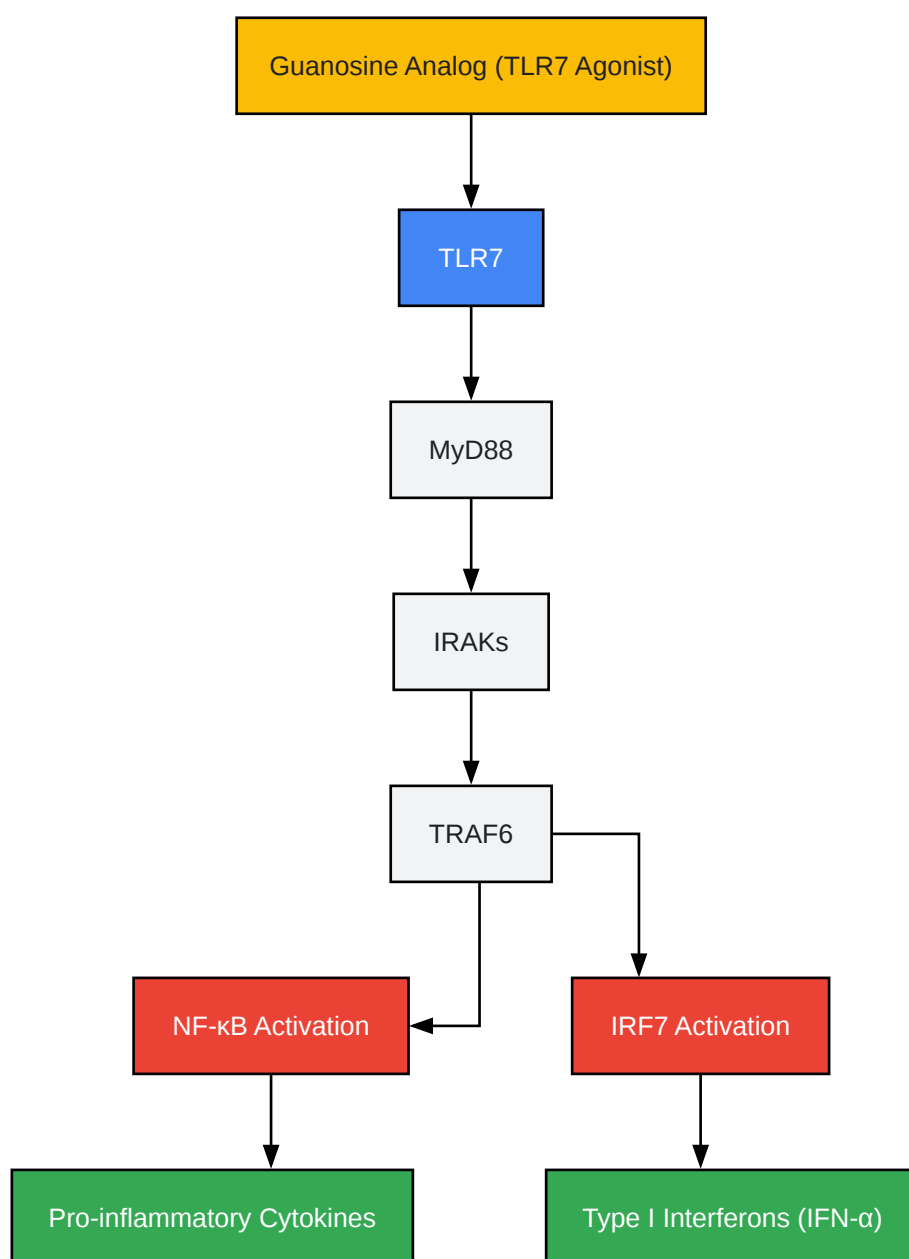 Guanosine Analog (TLR7 Agonist)
TLR7
MyD88
IRAKs
TRAF6
NF-κB Activation
IRF7 Activation
Pro-inflammatory Cytokines
Type I Interferons (IFN-α)